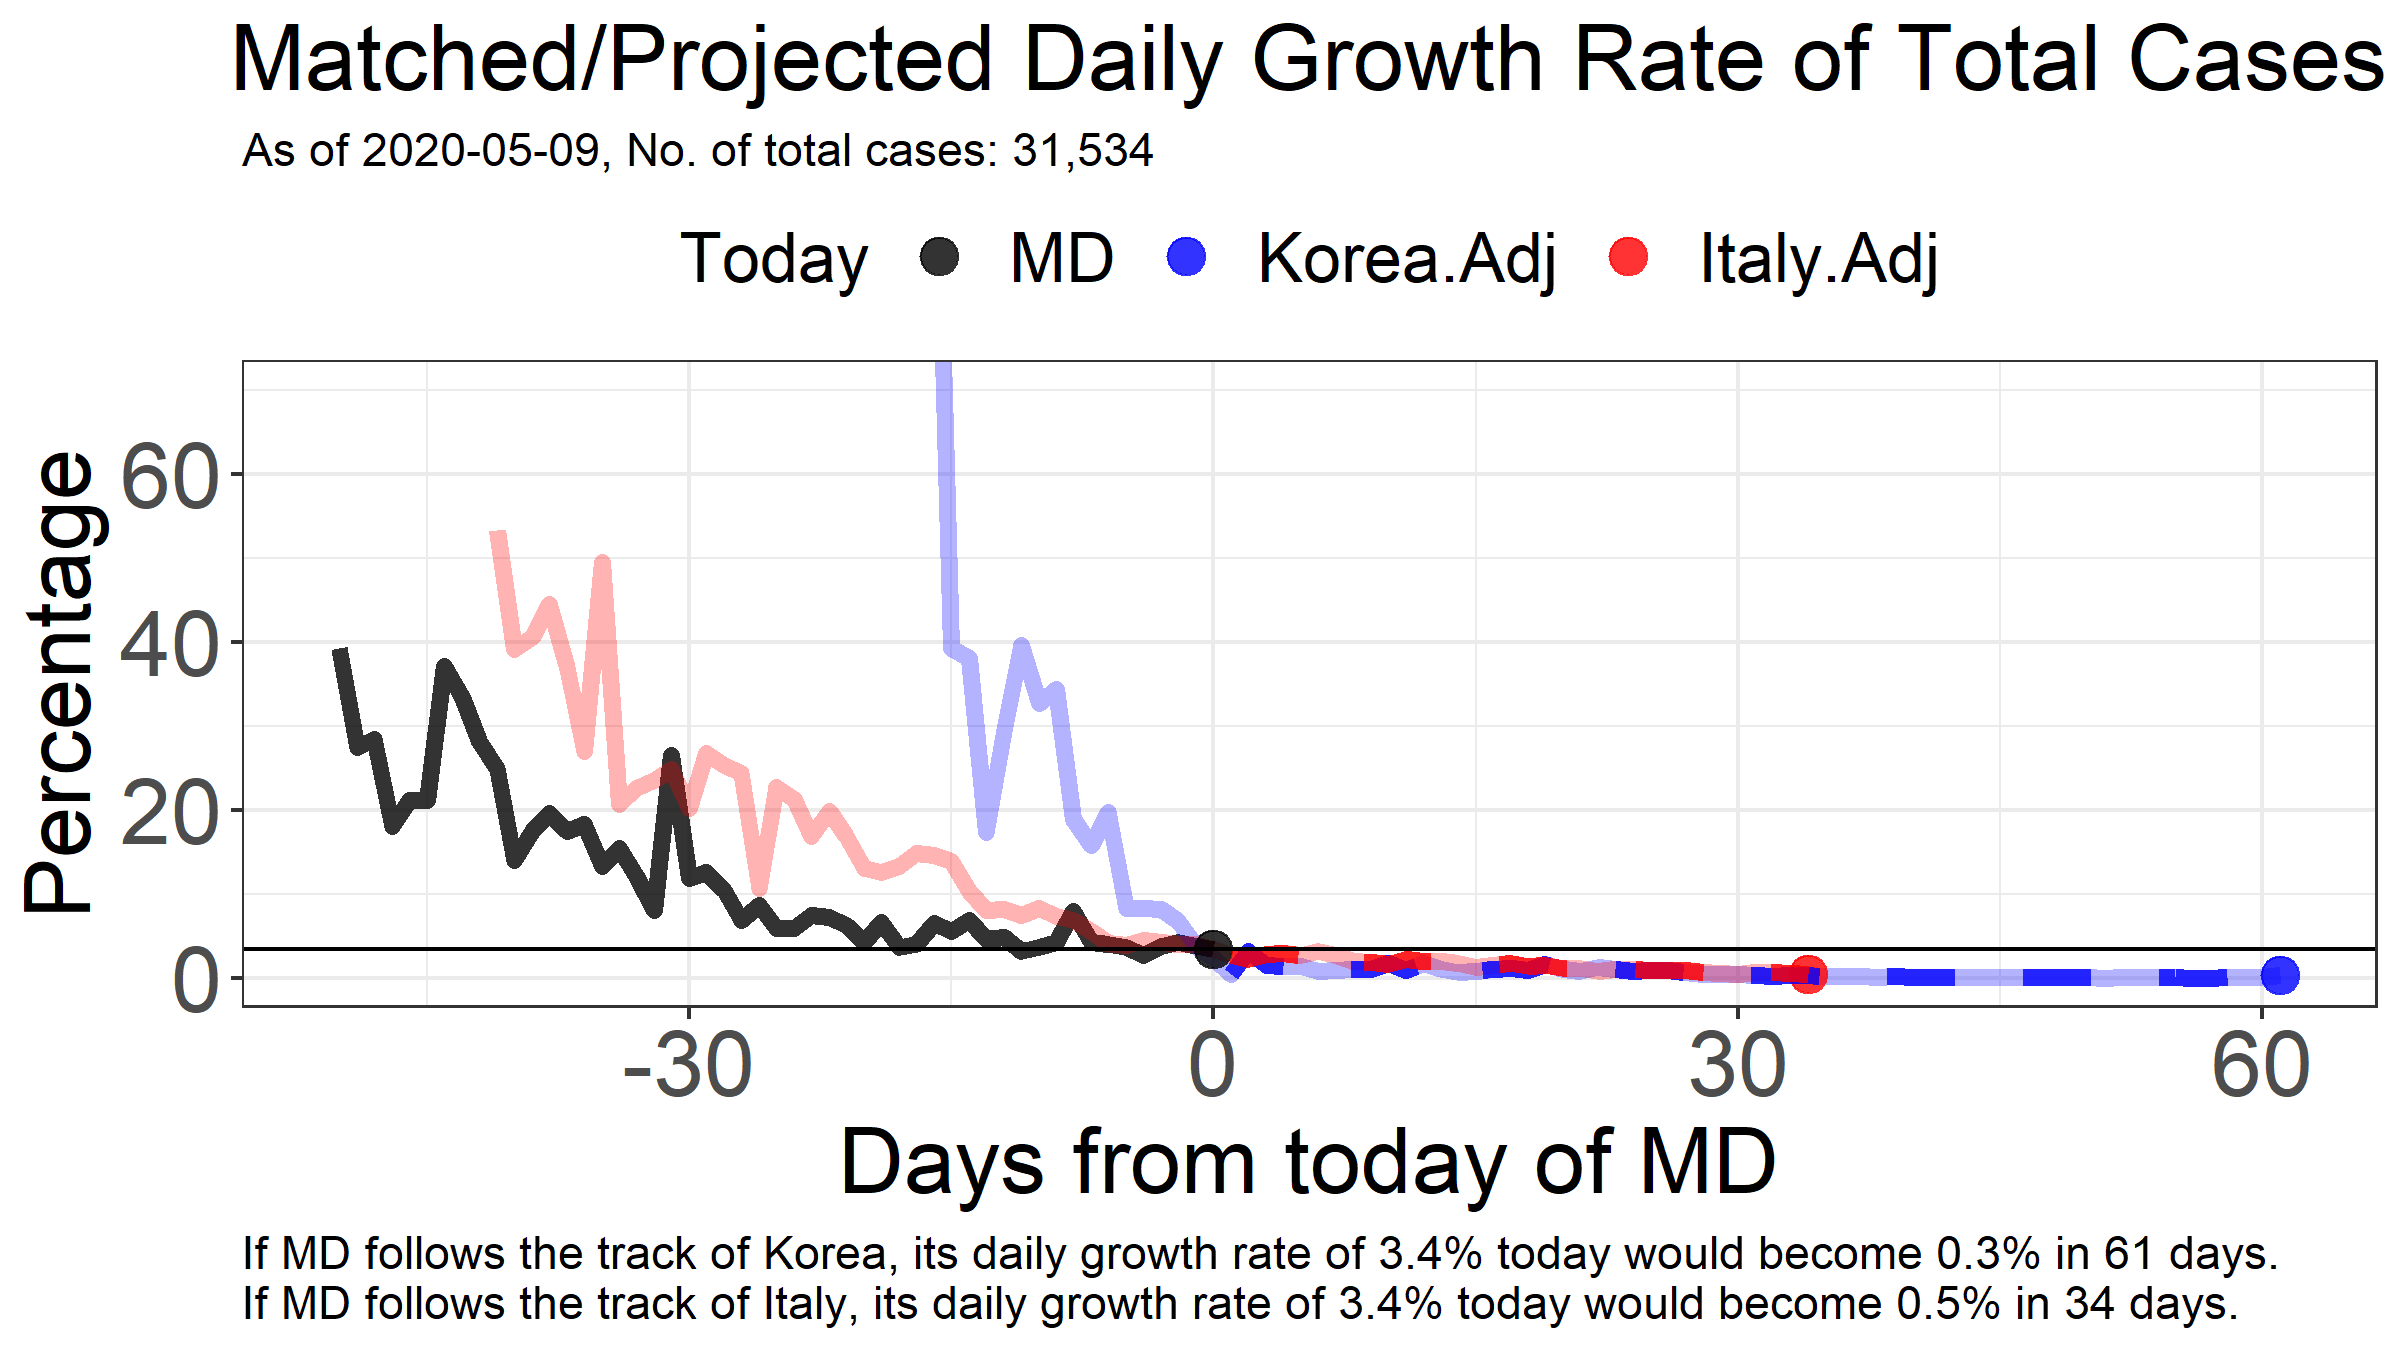 Matched/Projected Daily Growth Rate of Total Cases
As of 2020-05-09, No. of total cases: 31,534
Today MD Korea.Adj Italy.Adj
Percentage
60
40
20
0
-30 0 30 60
Days from today of MD
If MD follows the track of Korea, its daily growth rate of 3.4% today would become 0.3% in 61 days.
If MD follows the track of Italy, its daily growth rate of 3.4% today would become 0.5% in 34 days.